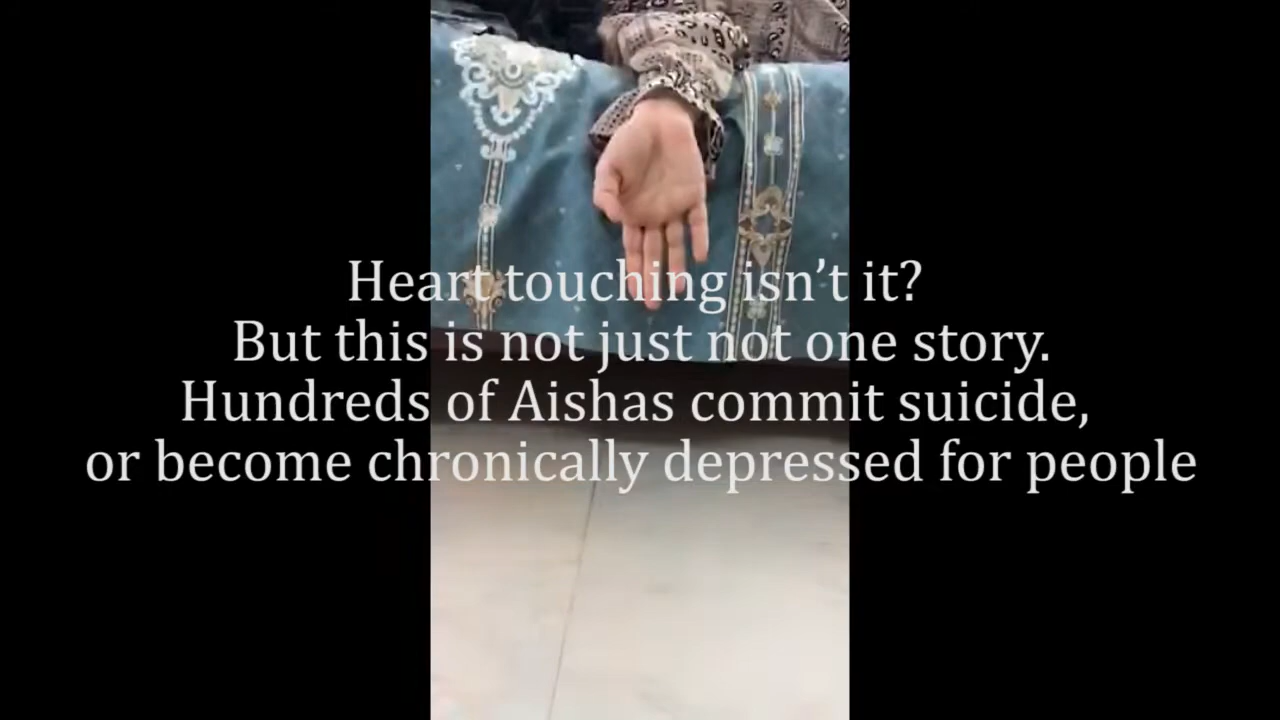 Heart touching isn’t it?
But this is not just not one story.
Hundreds of Aishas commit suicide,
or become chronically depressed for people